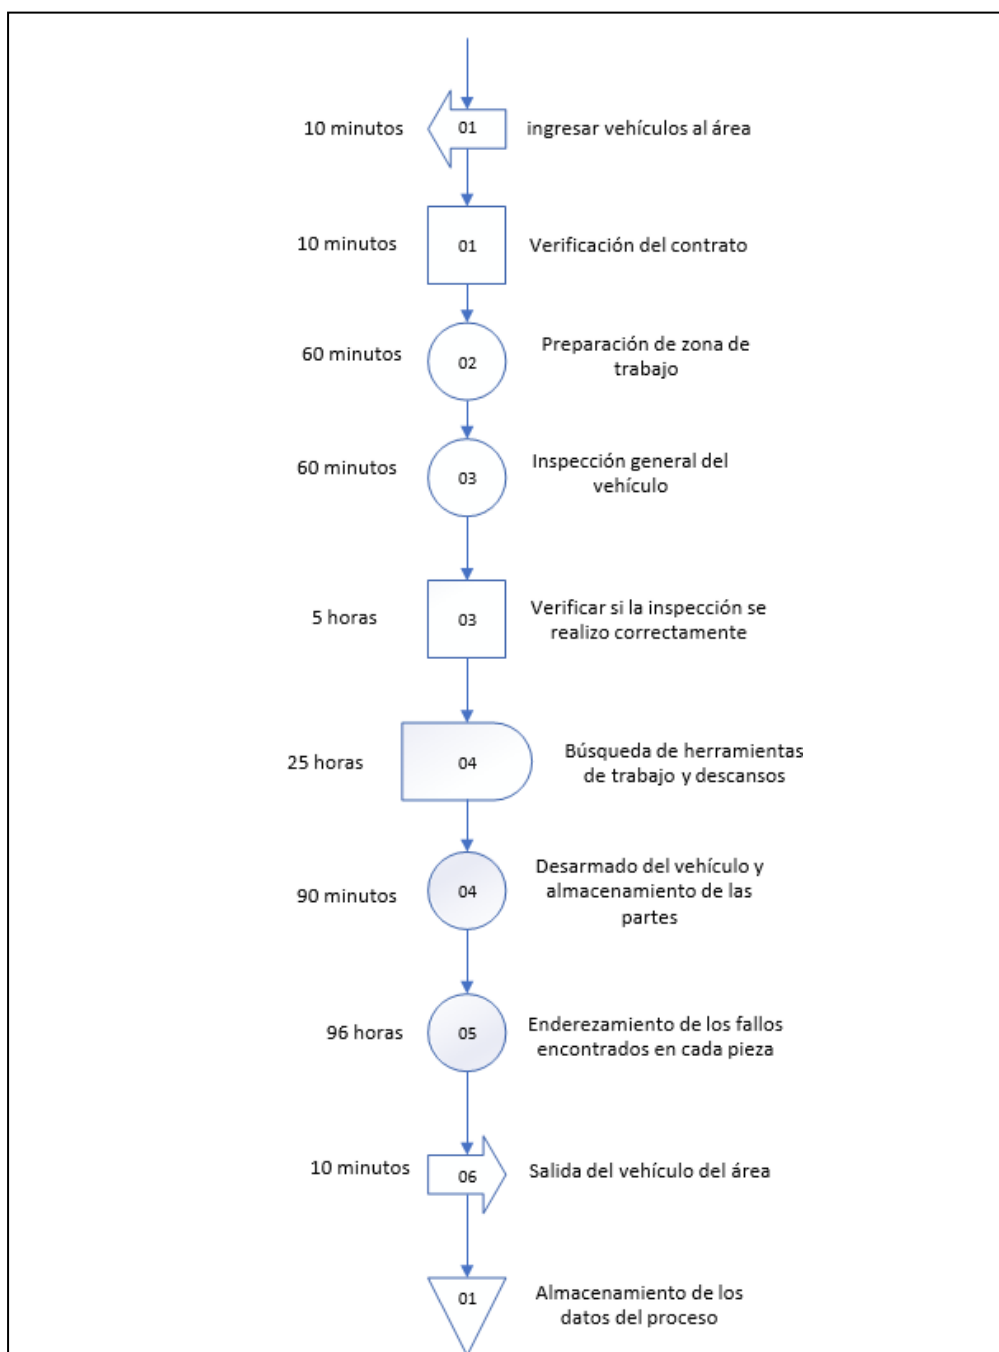 10 minutos
01
ingresar vehículos al área
10 minutos
01
Verificación del contrato
60 minutos
02
Preparación de zona de
trabajo
60 minutos
03
Inspección general del
vehículo
5 horas
03
Verificar si la inspección se
realizo correctamente
25 horas
04
Búsqueda de herramientas
de trabajo y descansos
90 minutos
04
Desarmado del vehículo y
almacenamiento de las
partes
96 horas
05
Enderezamiento de los fallos
encontrados en cada pieza
10 minutos
06
Salida del vehículo del área
01
Almacenamiento de los
datos del proceso